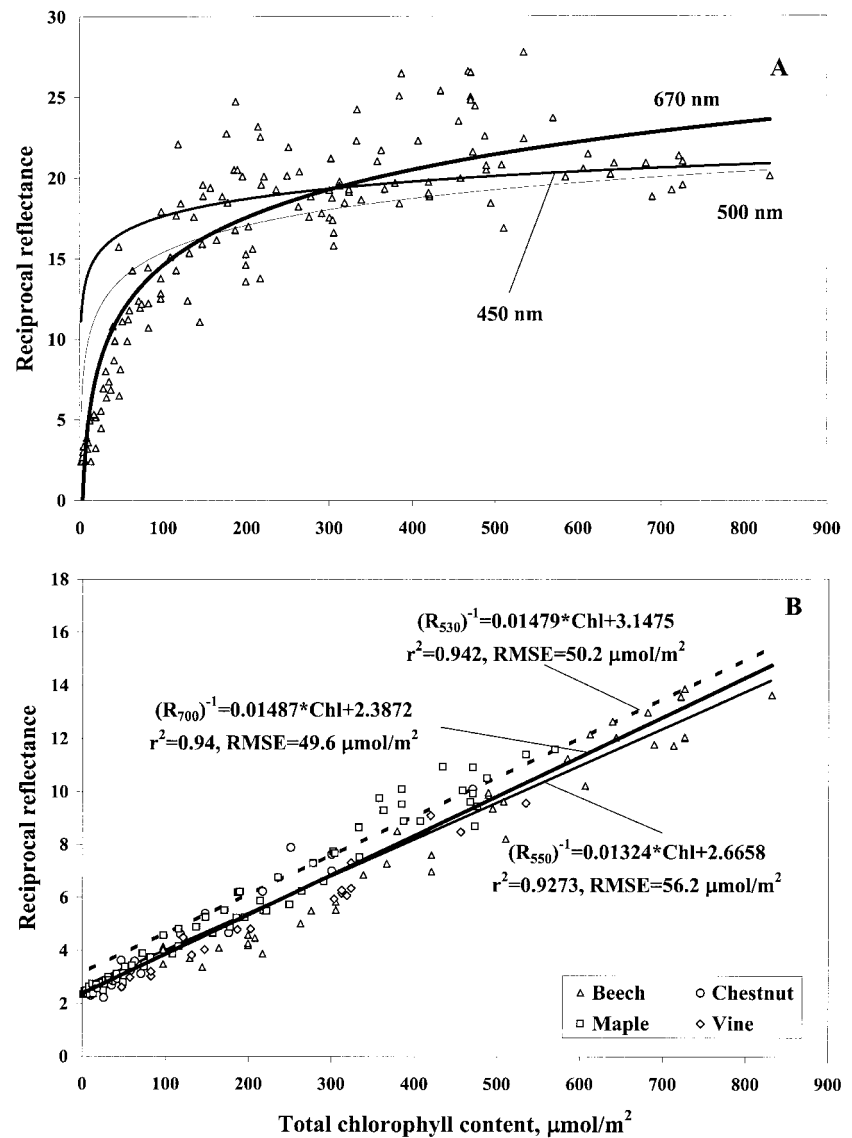 30
A
670 nm
25
20
500 nm
15
450 nm
10
5
0
Reciprocal reflectance
0 100 200 300 400 500 600 700 800 900
18
B
16
(R530)-1=0.01479*Chl+3.1475
r2=0.942, RMSE=50.2 μmol/m2
14
(R700)-1=0.01487*Chl+2.3872
r2=0.94, RMSE=49.6 μmol/m2
12
10
8
(R550)-1=0.01324*Chl+2.6658
r2=0.9273, RMSE=56.2 μmol/m2
6
4
Beech Chestnut
Maple Vine
2
0
Reciprocal reflectance
0 100 200 300 400 500 600 700 800 900
Total chlorophyll content, μmol/m2